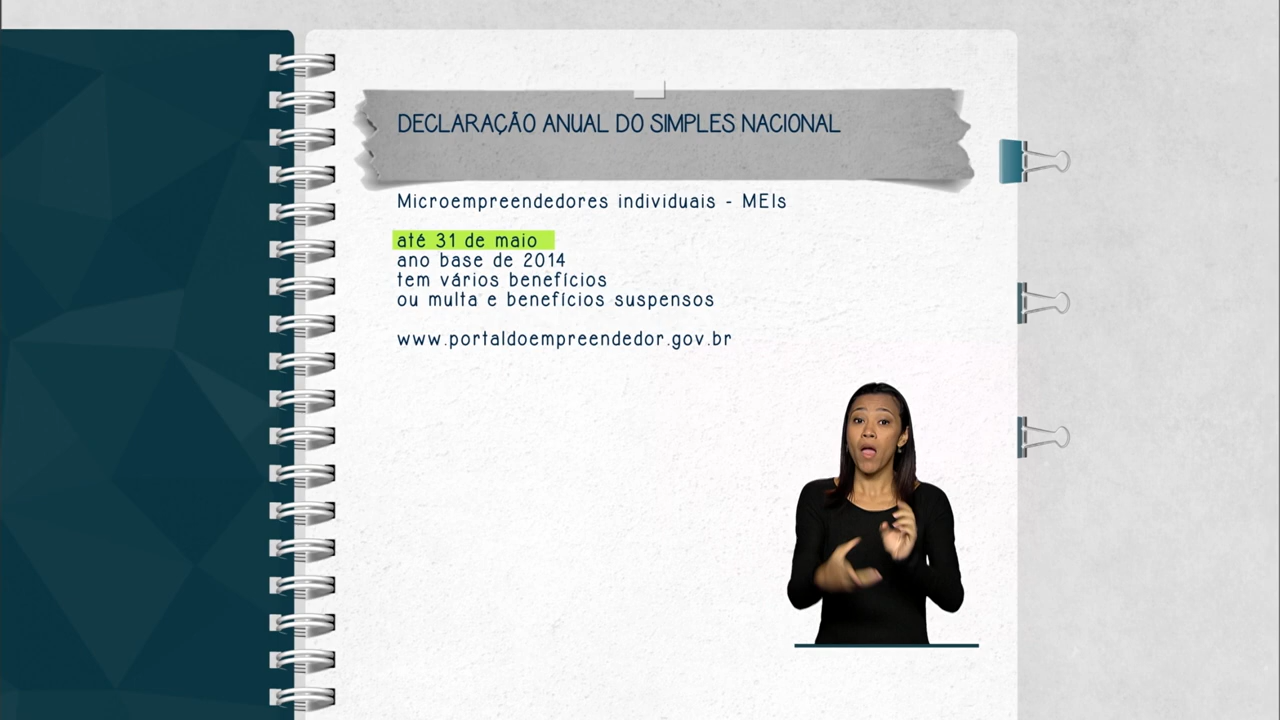 DECLARAÇÃO ANUAL DO SIMPLES NACIONAL
Microempreendedores individuais - MEIs
até 31 de maio
ano base de 2014
tem vários benefícios
ou multa e benefícios suspensos
www.portaldoempreendedor.gov.br